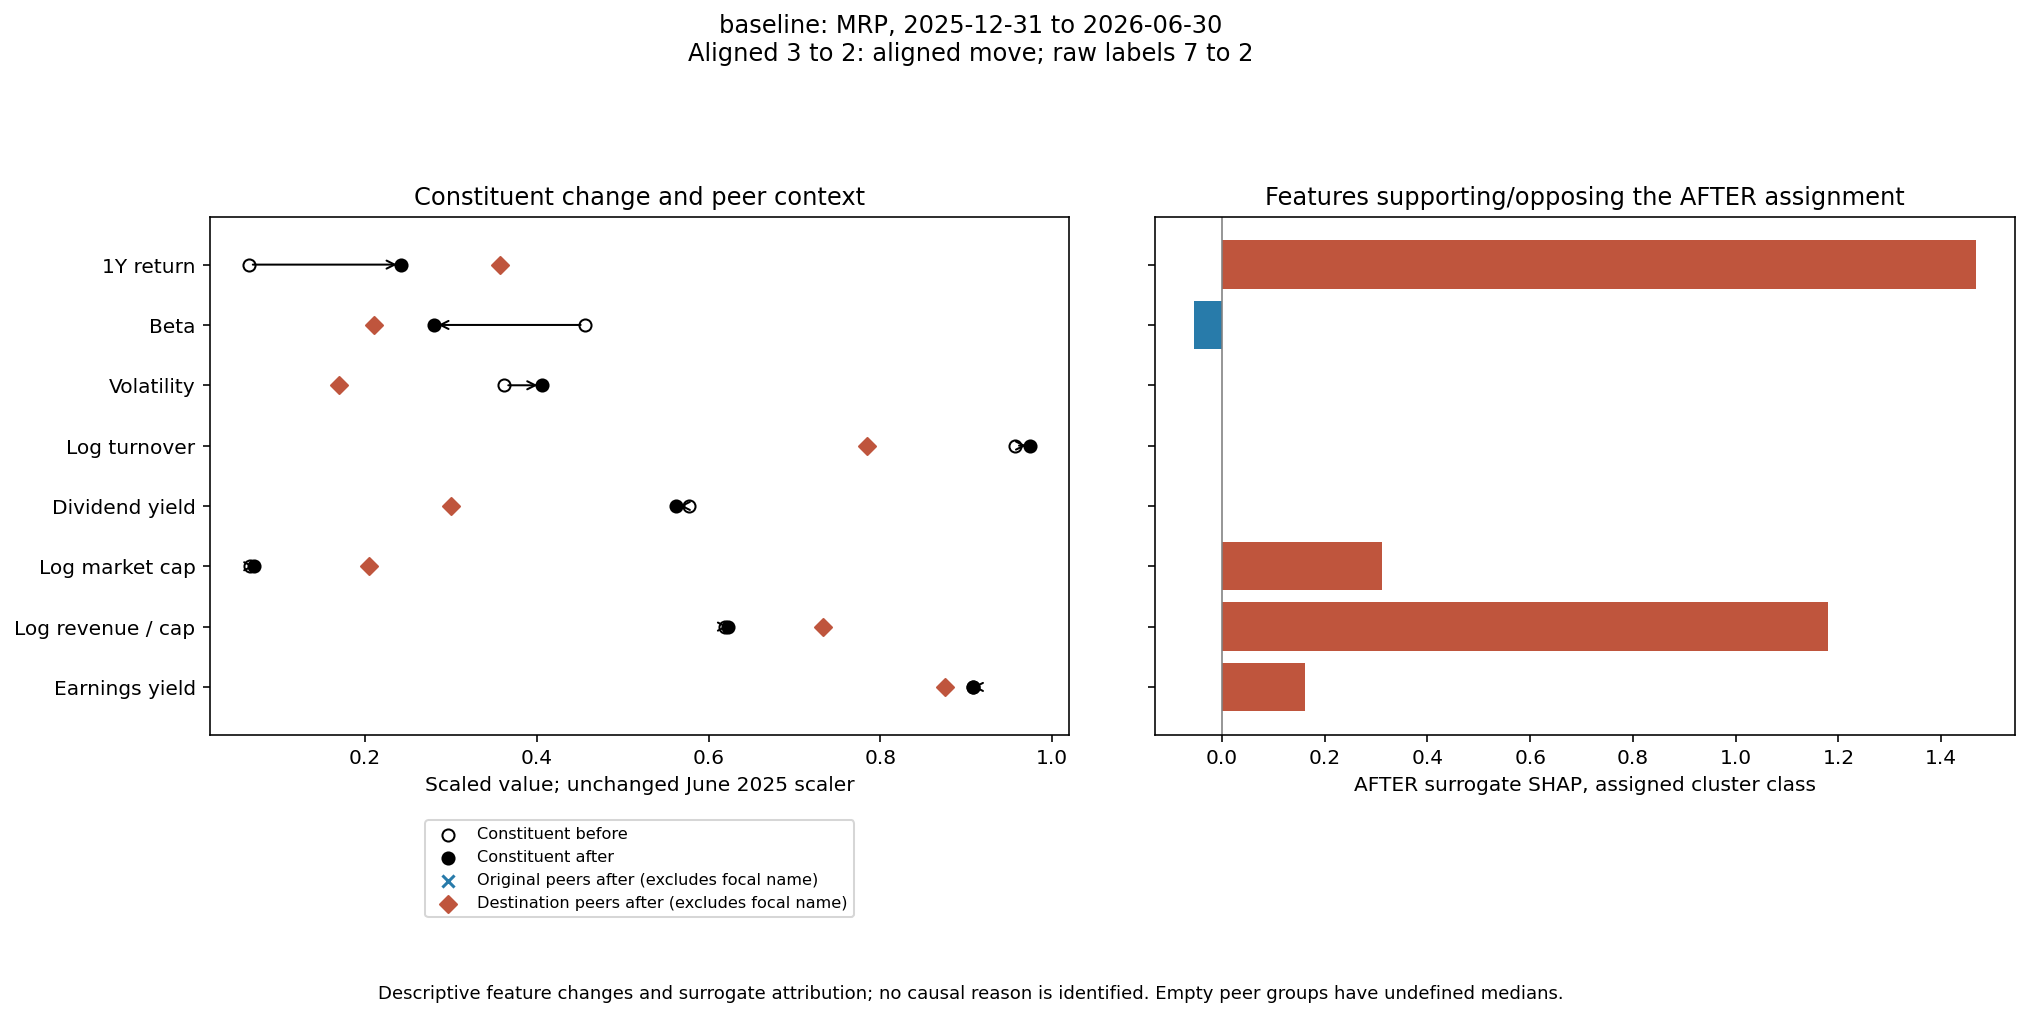 baseline: MRP, 2025-12-31 to 2026-06-30
Aligned 3 to 2: aligned move; raw labels 7 to 2
Constituent change and peer context
1Y return
Beta
Volatility
Log turnover
Dividend yield
Log market cap
Log revenue / cap
Earnings yield
0.2 0.4 0.6 0.8 1.0
Scaled value; unchanged June 2025 scaler
Constituent before
Constituent after
Original peers after (excludes focal name)
Destination peers after (excludes focal name)
Features supporting/opposing the AFTER assignment
0.0 0.2 0.4 0.6 0.8 1.0 1.2 1.4
AFTER surrogate SHAP, assigned cluster class
Descriptive feature changes and surrogate attribution; no causal reason is identified. Empty peer groups have undefined medians.